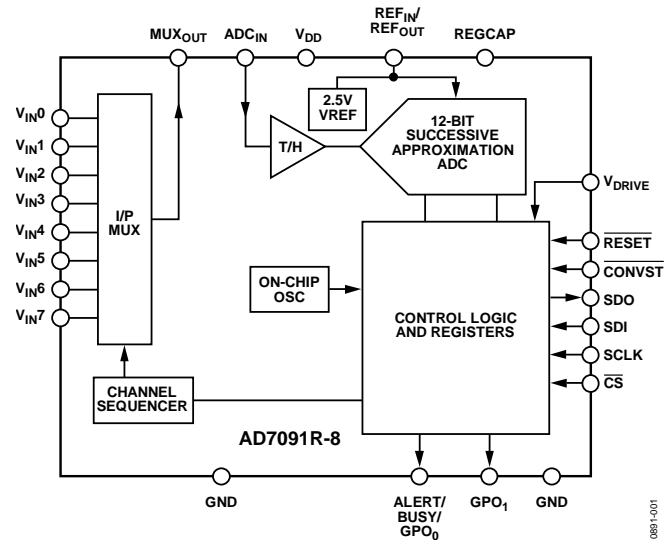 MUXOUT
ADCIN
VDD
REFIN/
REFOUT
REGCAP
VIN0
VIN1
VIN2
VIN3
VIN4
VIN5
VIN6
VIN7
I/P
MUX
2.5V
VREF
T/H
12-BIT
SUCCESSIVE
APPROXIMATION
ADC
VDRIVE
RESET
CONVST
SDO
SDI
SCLK
CS
ON-CHIP
OSC
CONTROL LOGIC
AND REGISTERS
CHANNEL
SEQUENCER
AD7091R-8
GND
ALERT/
BUSY/
GPO0
GPO1
GND
0891-001